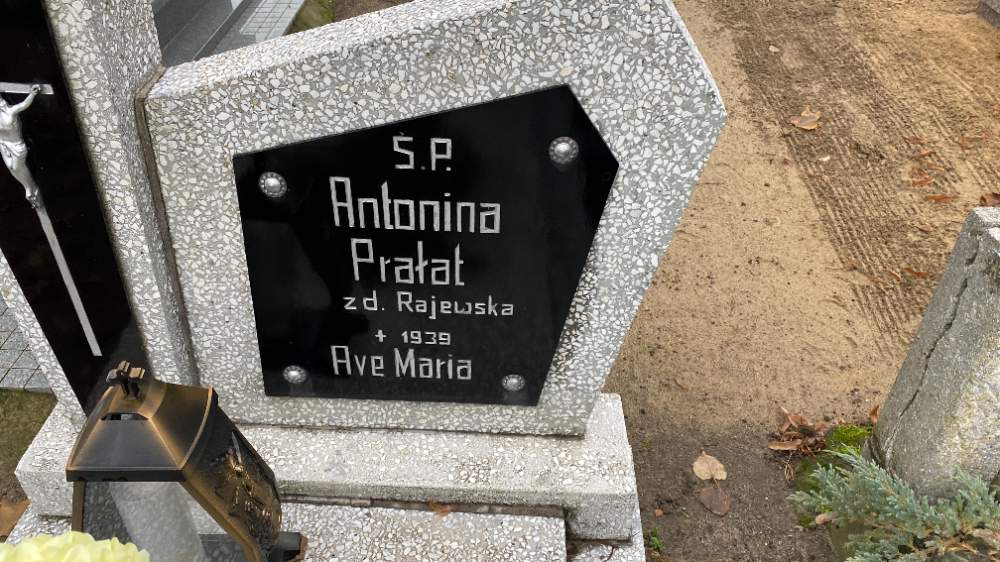 Ś.P.
Antonina
Prałat
zd. Rajewska
+ 1939
Ave Maria